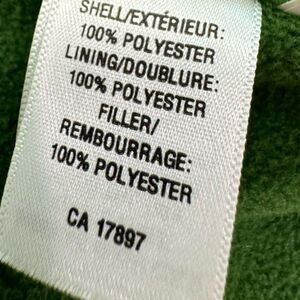 SHELL/EXTÉRIEUR:
100% POLYESTER
LINING/DOUBLURE:
100% POLYESTER
FILLER/
REMBOURRAGE:
100% POLYESTER
CA 17897